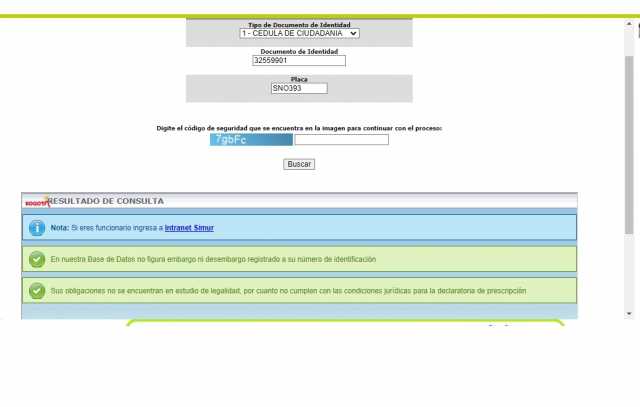 Tipo de Documento de Identidad
1 - CEDULA DE CIUDADANIA
Documento de Identidad
32559901
Placa
SNO393
Digite el código de seguridad que se encuentra en la imagen para continuar con el proceso:
7gbFc
Buscar
BOGOTÁ RESULTADO DE CONSULTA
Nota: Si eres funcionario ingresa a Intranet Simur
En nuestra Base de Datos no figura embargo ni desembargo registrado a su número de identificación
Sus obligaciones no se encuentran en estudio de legalidad, por cuanto no cumplen con las condiciones jurídicas para la declaratoria de prescripción